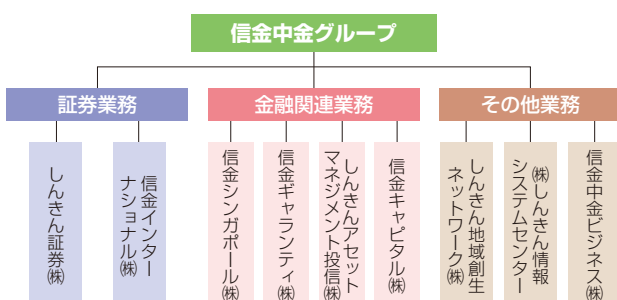 信金中金グループ
証券業務
金融関連業務
その他業務
しんきん証券㈱
信金インター
ナショナル㈱
信金シンガポール㈱
信金ギャランティ㈱
しんきんアセット
マネジメント投信㈱
信金キャピタル㈱
しんきん地域創生
ネットワーク㈱
㈱しんきん情報
システムセンター
信金中金ビジネス㈱